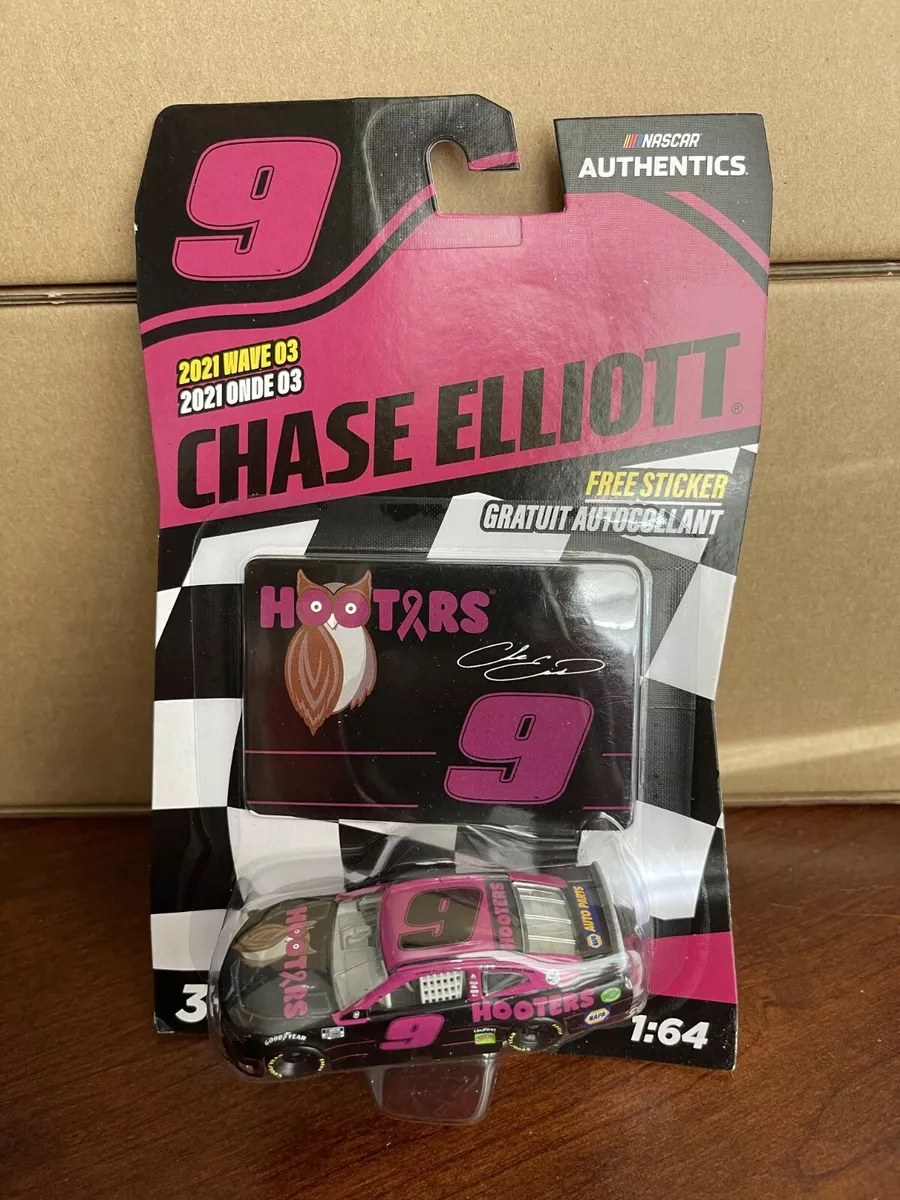 9
NASCAR
AUTHENTICS
2021 WAVE 03
2021 ONDE 03
CHASE ELLIOTT®
FREE STICKER
GRATUIT AUTOCOLLANT
HOOTERS
9
HOOTERS
9
HOOTERS
NAPA AUTO PARTS
HOOTERS
9
GOODYEAR
NAPA
3
1:64